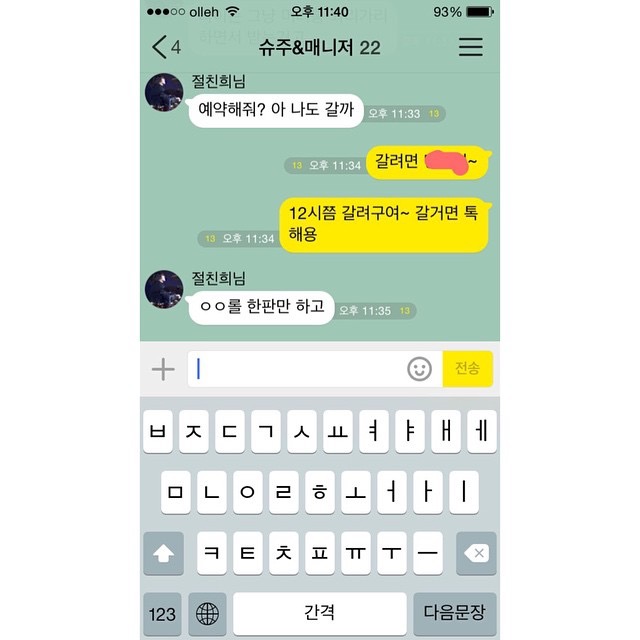 olleh 오후 11:40 93%
4 슈주&매니저 22
절친희님
예약해줘? 아 나도 갈까 오후 11:33 13
13 오후 11:34 갈려면 ~
12시쯤 갈려구여~ 갈거면 톡
해용
13 오후 11:34
절친희님
ㅇㅇ롤 한판만 하고 오후 11:35 13
전송
ㅂ ㅈ ㄷ ㄱ ㅅ ㅛ ㅕ ㅑ ㅐ ㅔ
ㅁ ㄴ ㅇ ㄹ ㅎ ㅗ ㅓ ㅏ ㅣ
ㅋ ㅌ ㅊ ㅍ ㅠ ㅜ ㅡ
123 간격 다음문장